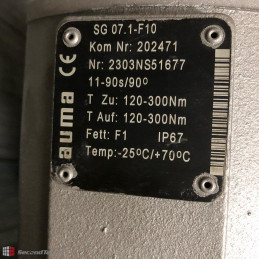 SG 07.1-F10
Kom Nr: 202471
Nr: 2303NS51677
11-90s/90°
T Zu: 120-300Nm
T Auf: 120-300Nm
Fett: F1 IP67
Temp:-25°C/+70°C
auma CE